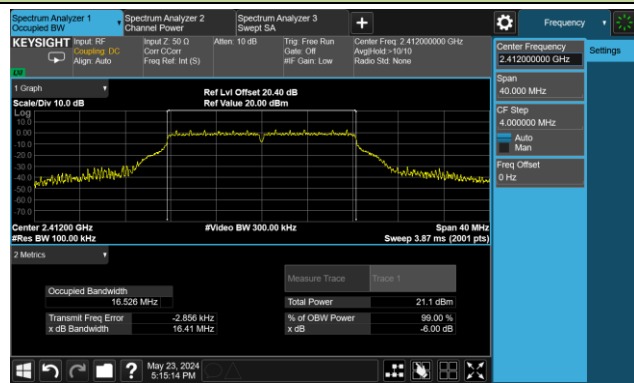 Spectrum Analyzer 1
Occupied BW
Spectrum Analyzer 2
Channel Power
Spectrum Analyzer 3
Swept SA
+
Frequency
KEYSIGHT
Input: RF
Coupling: DC
Align: Auto
Input Z: 50 Ω
Corr CCorr
Freq Ref: Int (S)
Atten: 10 dB
Trig: Free Run
Gate: Off
#IF Gain: Low
Center Freq: 2.412000000 GHz
Avg|Hold:>10/10
Radio Std: None
Center Frequency
2.412000000 GHz
Settings
Span
40.000 MHz
CF Step
4.000000 MHz
Auto
Man
Freq Offset
0 Hz
1 Graph
Scale/Div 10.0 dB
Ref Lvl Offset 20.40 dB
Ref Value 20.00 dBm
Log
10.0
0.00
-10.0
-20.0
-30.0
-40.0
-50.0
-60.0
-70.0
Center 2.41200 GHz
#Res BW 100.00 kHz
#Video BW 300.00 kHz
Span 40 MHz
Sweep 3.87 ms (2001 pts)
2 Metrics
Measure Trace
Trace 1
Occupied Bandwidth
16.526 MHz
Total Power
21.1 dBm
Transmit Freq Error
-2.856 kHz
% of OBW Power
99.00 %
x dB Bandwidth
16.41 MHz
x dB
-6.00 dB
?
May 23, 2024
5:15:14 PM